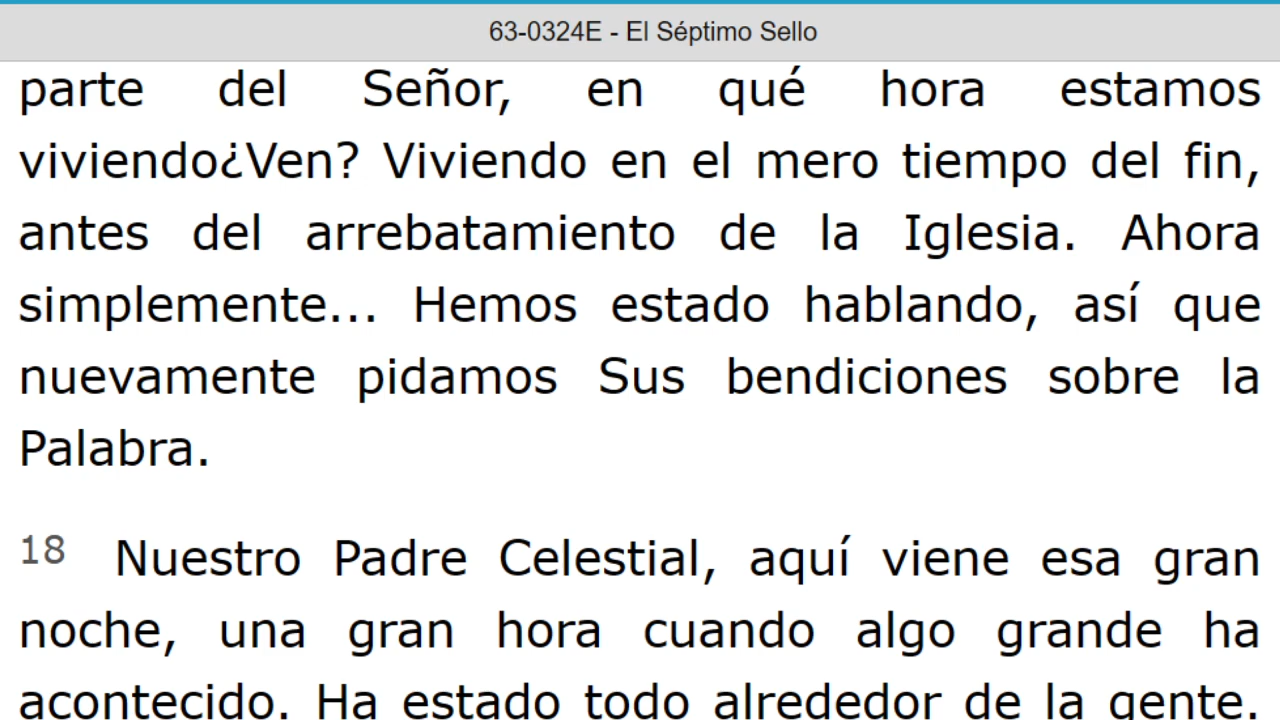 63-0324E - El Séptimo Sello
parte del Señor, en qué hora estamos
viviendo¿Ven? Viviendo en el mero tiempo del fin,
antes del arrebatamiento de la Iglesia. Ahora
simplemente... Hemos estado hablando, así que
nuevamente pidamos Sus bendiciones sobre la
Palabra.
18 Nuestro Padre Celestial, aquí viene esa gran
noche, una gran hora cuando algo grande ha
acontecido. Ha estado todo alrededor de la gente.